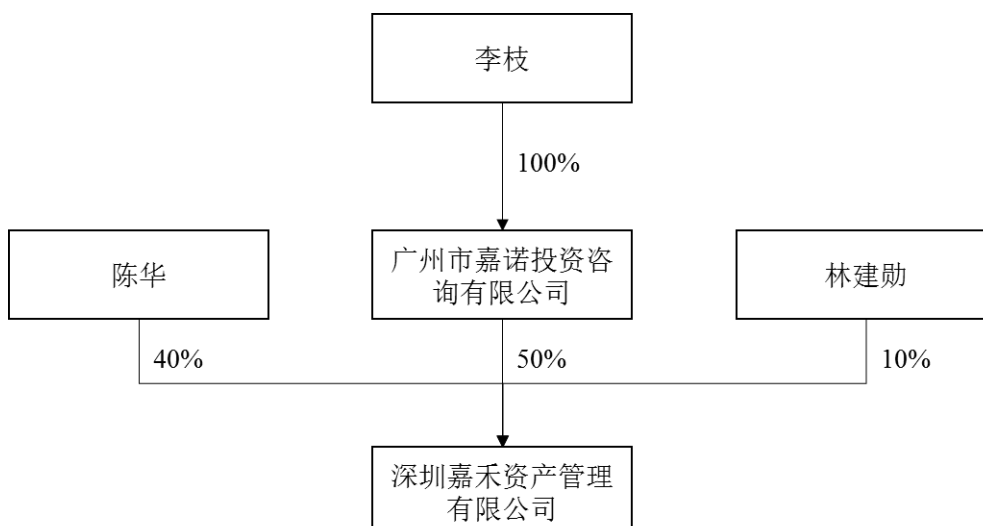 李枝
100%
陈华
广州市嘉诺投资咨
询有限公司
林建勋
40%
50%
10%
深圳嘉禾资产管理
有限公司